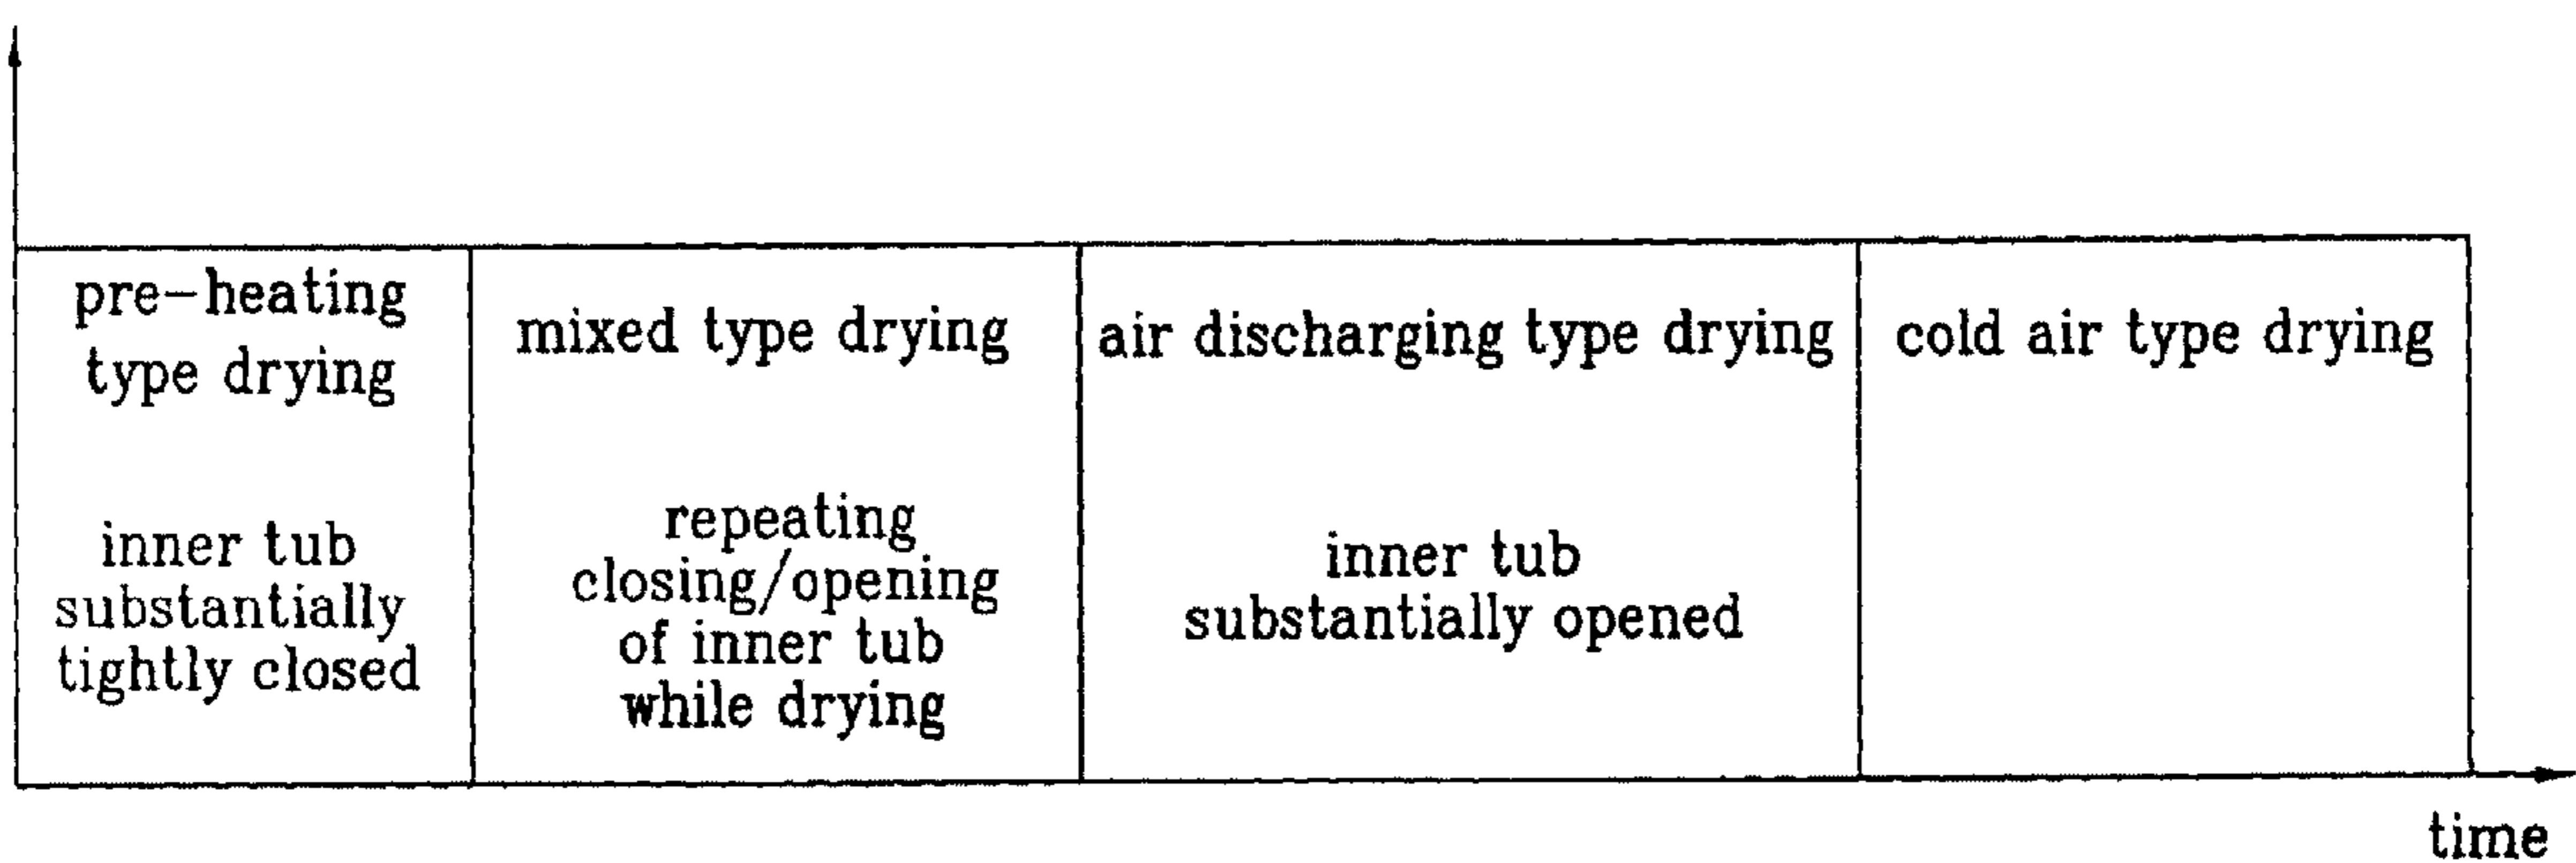 pre-heating
type drying
mixed type drying
air discharging type drying
cold air type drying
inner tub
substantially
tightly closed
repeating
closing/opening
of inner tub
while drying
inner tub
substantially opened
time